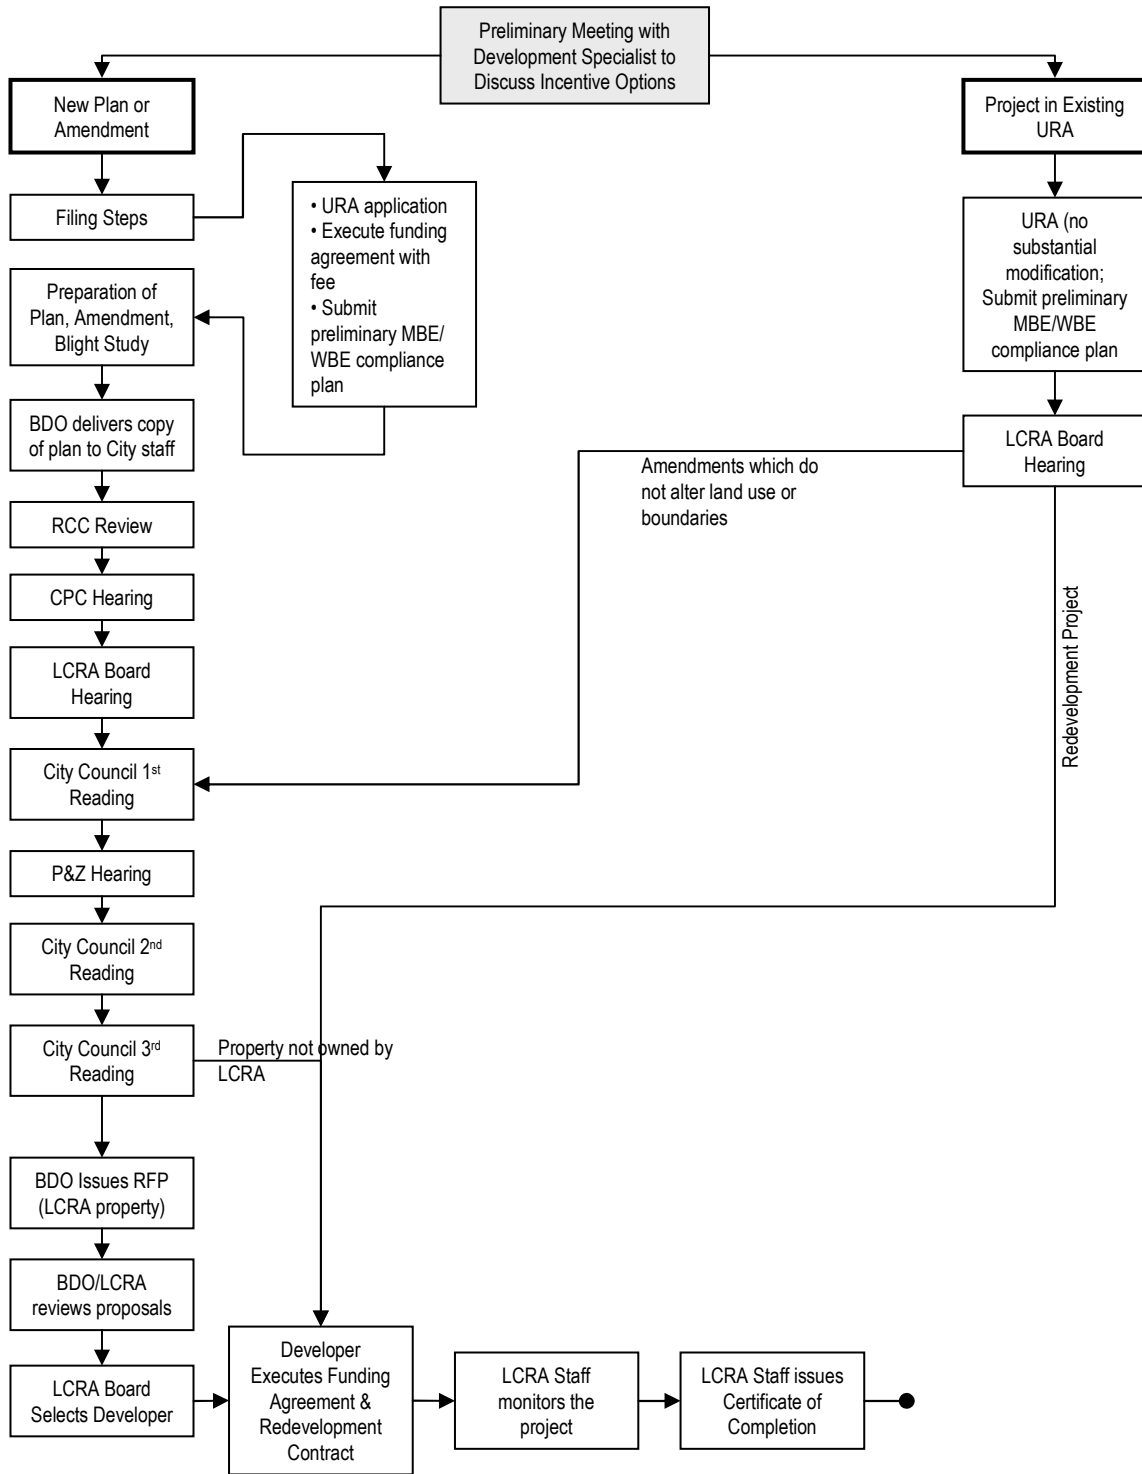 Preliminary Meeting with
Development Specialist to
Discuss Incentive Options
New Plan or
Amendment
Project in Existing
URA
Filing Steps
• URA application
• Execute funding
agreement with
fee
• Submit
preliminary MBE/
WBE compliance
plan
URA (no
substantial
modification;
Submit preliminary
MBE/WBE
compliance plan
Preparation of
Plan, Amendment,
Blight Study
BDO delivers copy
of plan to City staff
LCRA Board
Hearing
Amendments which do
not alter land use or
boundaries
RCC Review
CPC Hearing
LCRA Board
Hearing
Redevelopment Project
City Council 1st
Reading
P&Z Hearing
City Council 2nd
Reading
City Council 3rd
Reading
Property not owned by
LCRA
BDO Issues RFP
(LCRA property)
BDO/LCRA
reviews proposals
LCRA Board
Selects Developer
Developer
Executes Funding
Agreement &
Redevelopment
Contract
LCRA Staff
monitors the
project
LCRA Staff issues
Certificate of
Completion